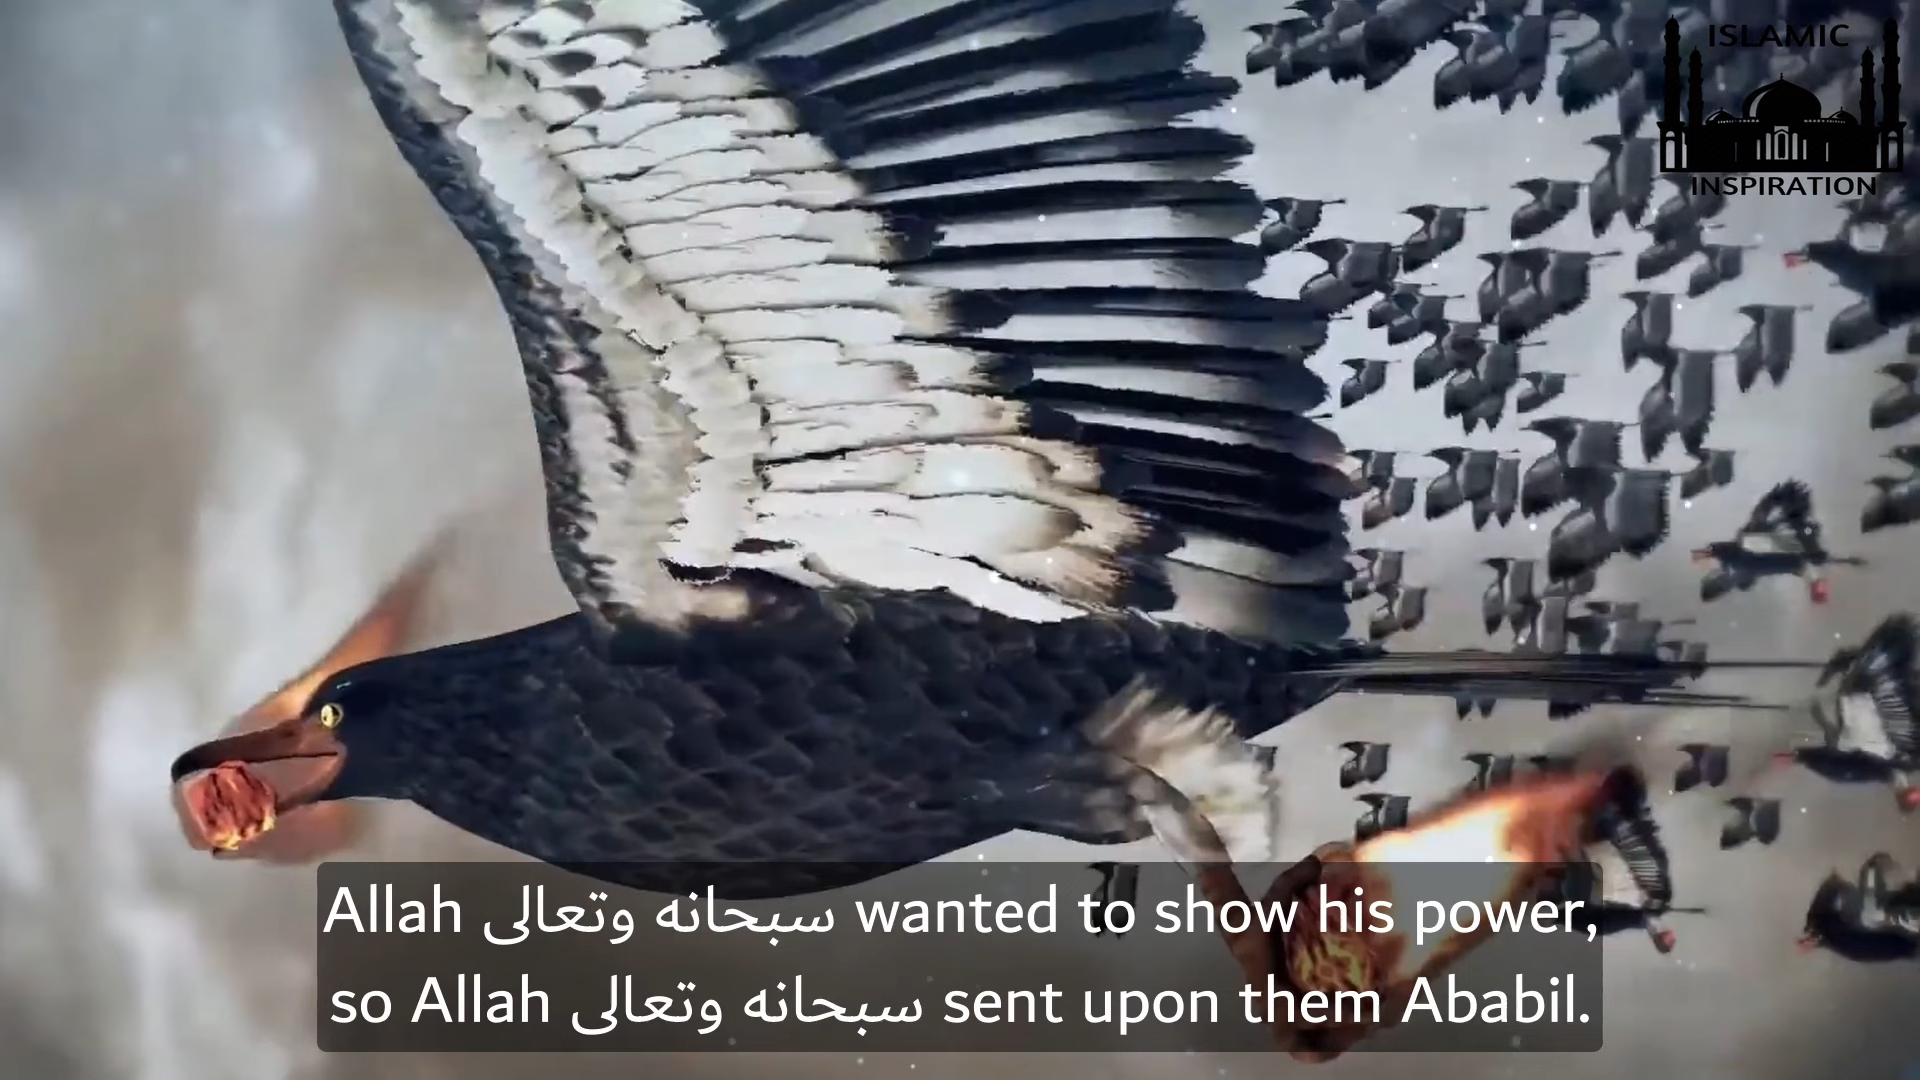 ISLAMIC
INSPIRATION
Allah سبحانه وتعالى wanted to show his power,
so Allah سبحانه وتعالى sent upon them Ababil.